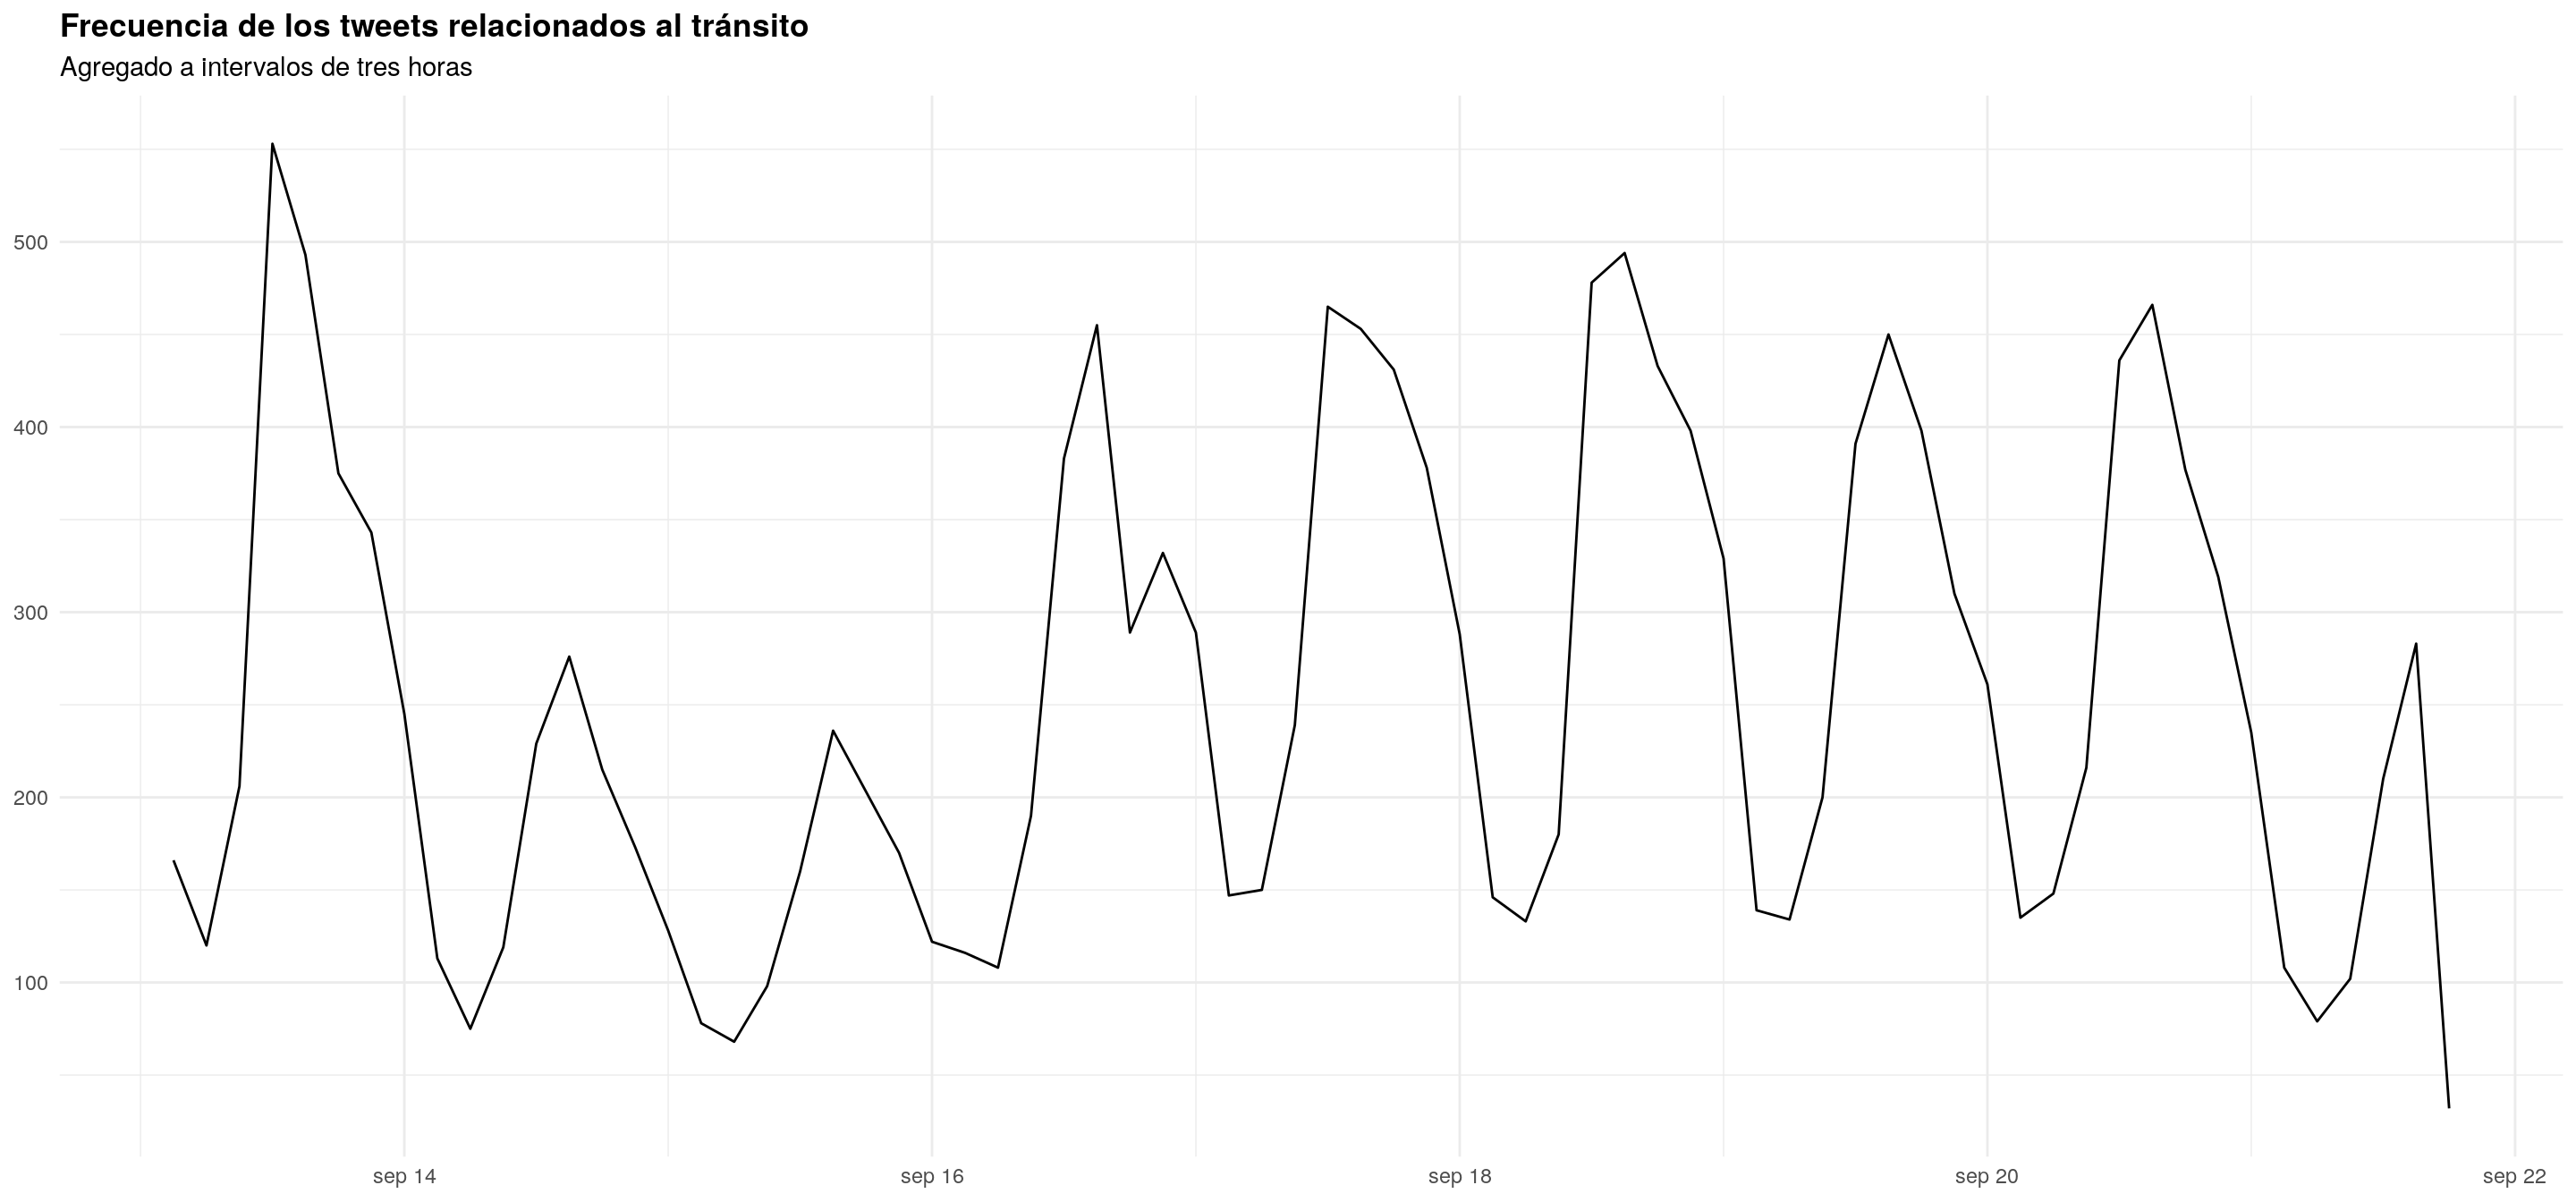 Frecuencia de los tweets relacionados al tránsito
Agregado a intervalos de tres horas
500
400
300
200
100
sep 14
sep 16
sep 18
sep 20
sep 22